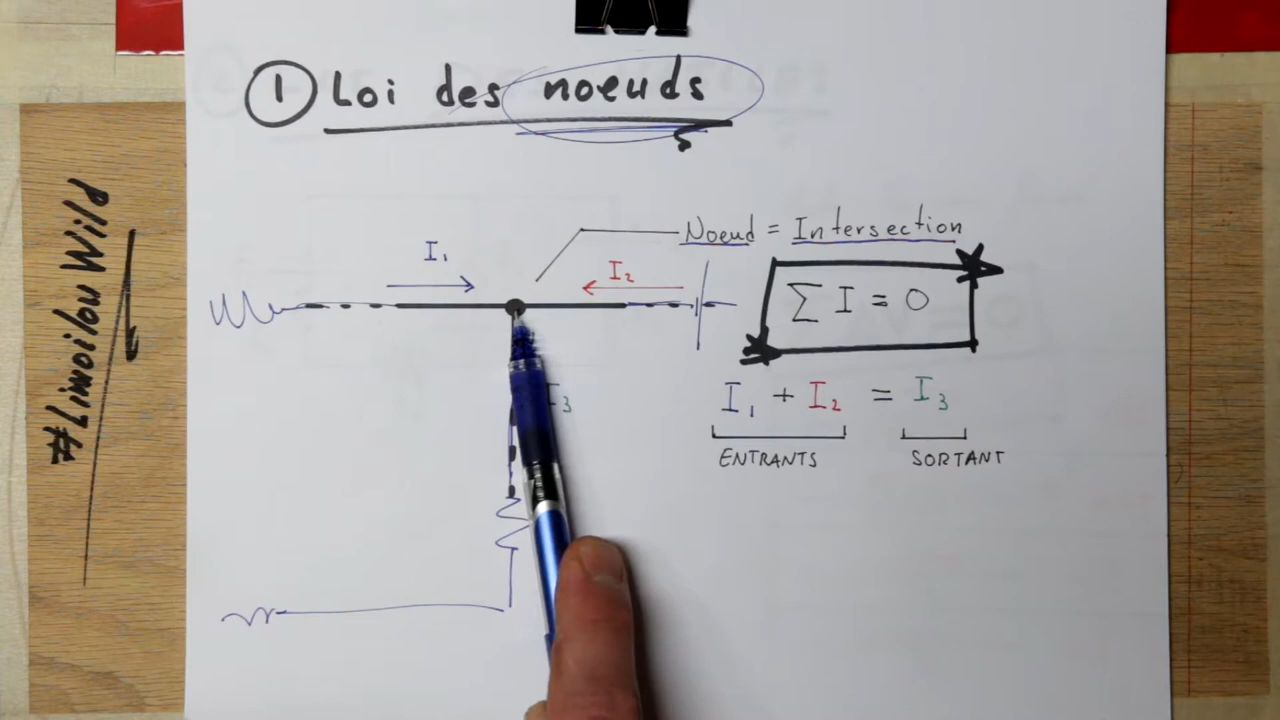 ① Loi des noeuds
Noeud = Intersection
I₁
I₂
∑ I = 0
I₃
I₁ + I₂ = I₃
ENTRANTS SORTANT
#Limoilou Wild